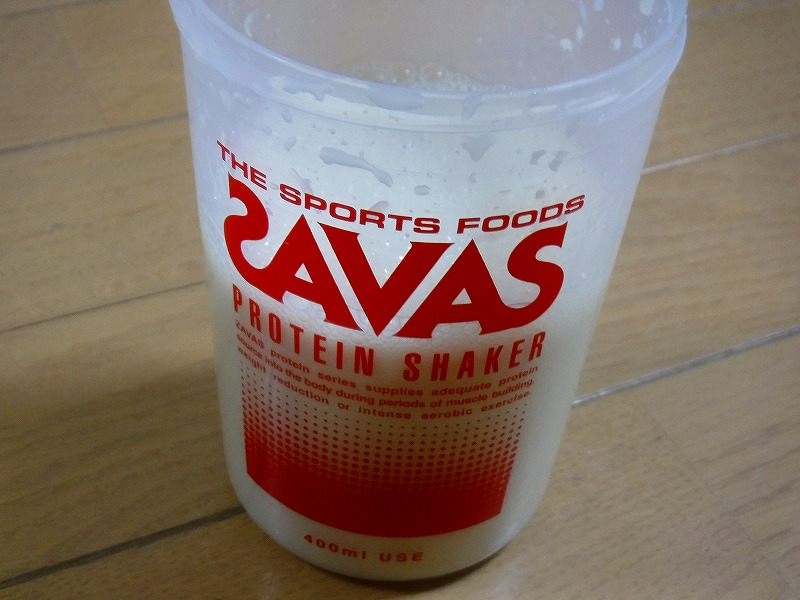 THE SPORTS FOODS
ZAVAS
PROTEIN SHAKER
ZAVAS protein series supplies adequate protein
source into the body during periods of muscle building,
weight reduction or intense aerobic exercise.
400ml USE